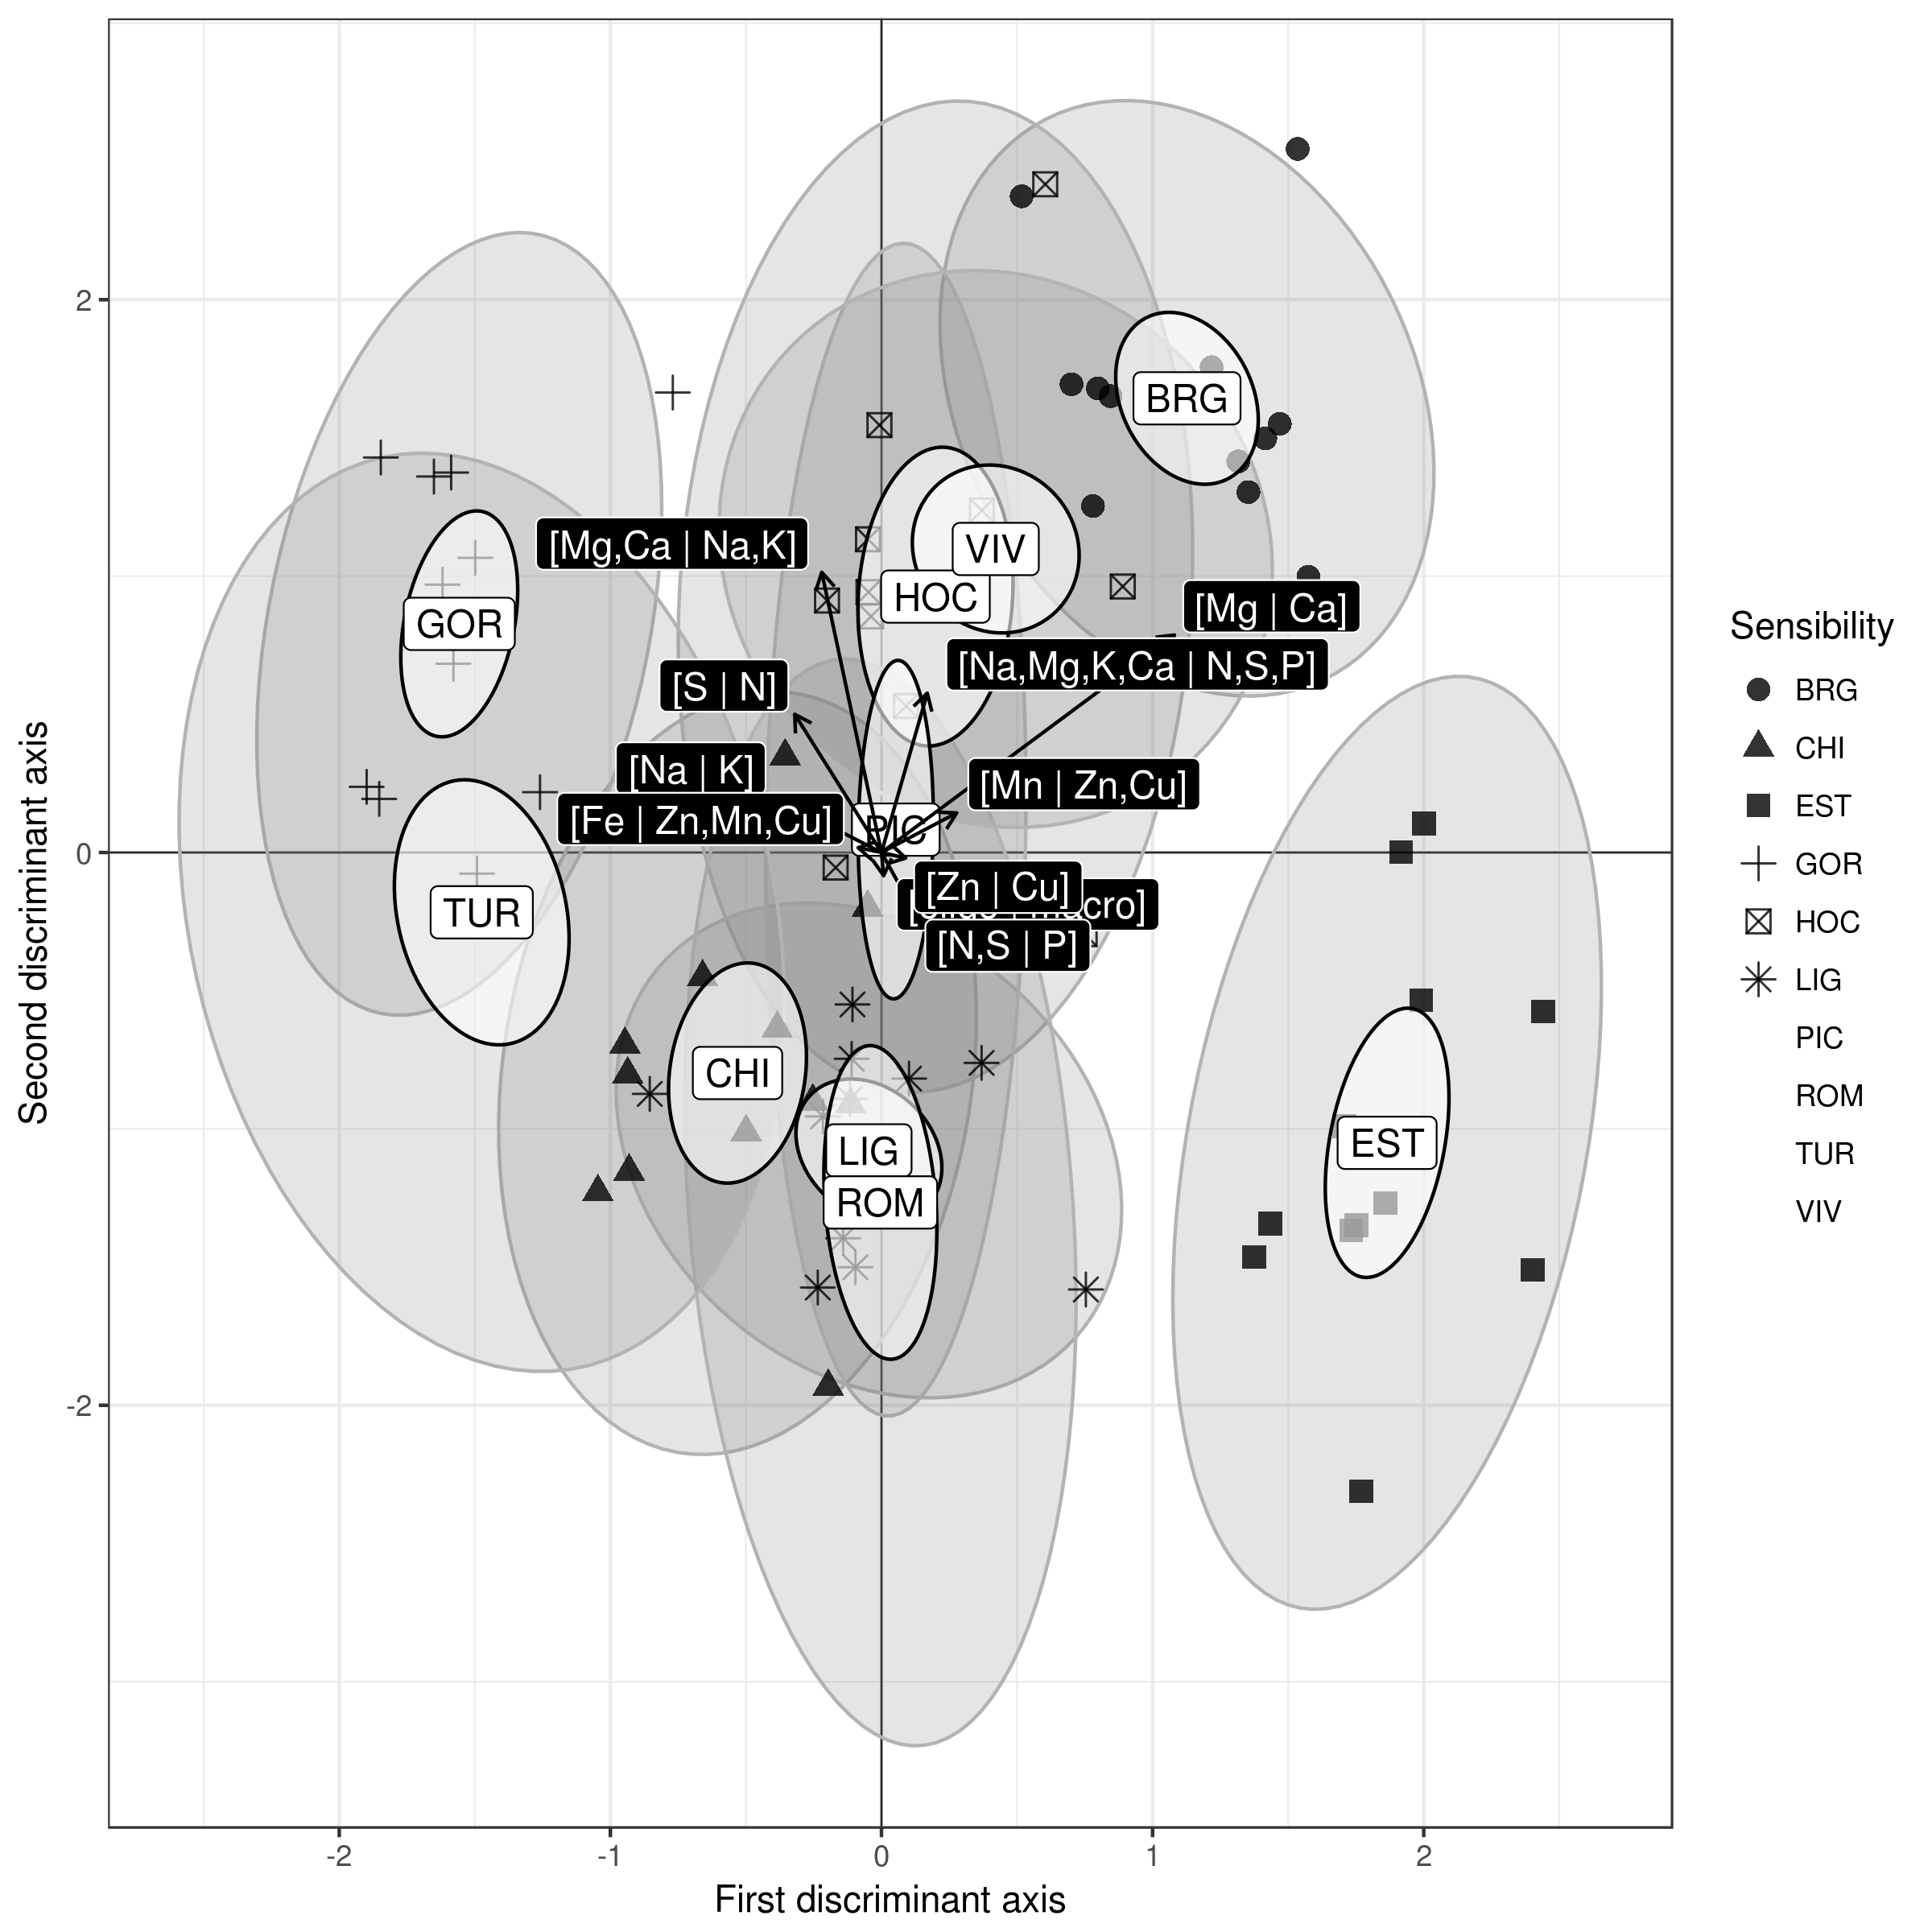 Second discriminant axis
2
0
-2
BRG
VIV
[Mg,Ca | Na,K]
HOC
[Mg | Ca]
GOR
[Na,Mg,K,Ca | N,S,P]
[S | N]
[Na | K]
[Mn | Zn,Cu]
[Fe | Zn,Mn,Cu]
PIC
[Zn | Cu]
TUR
[N,S | P]
CHI
LIG
EST
ROM
-2
-1
0
1
2
First discriminant axis
Sensibility
BRG
CHI
EST
GOR
HOC
LIG
PIC
ROM
TUR
VIV